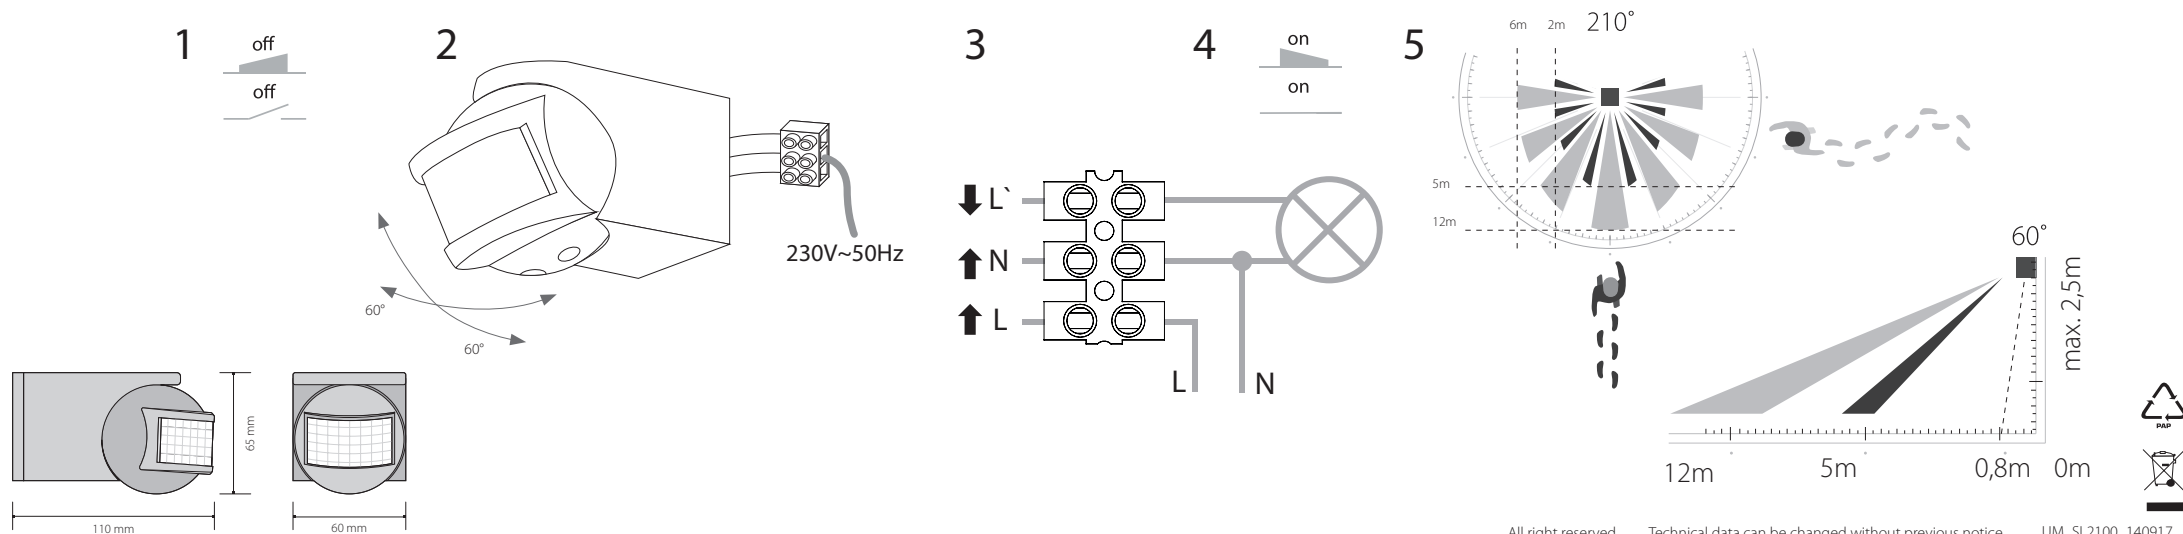 1
off
off
2
230V~50Hz
60°
60°
65 mm
110 mm
60 mm
3
L`
N
L
L
N
4
on
on
5
6m
2m
210°
5m
12m
60°
max. 2,5m
12m
5m
0,8m
0m
PAP
All right reserved.
Technical data can be changed without previous notice.
UM_SL2100_140917